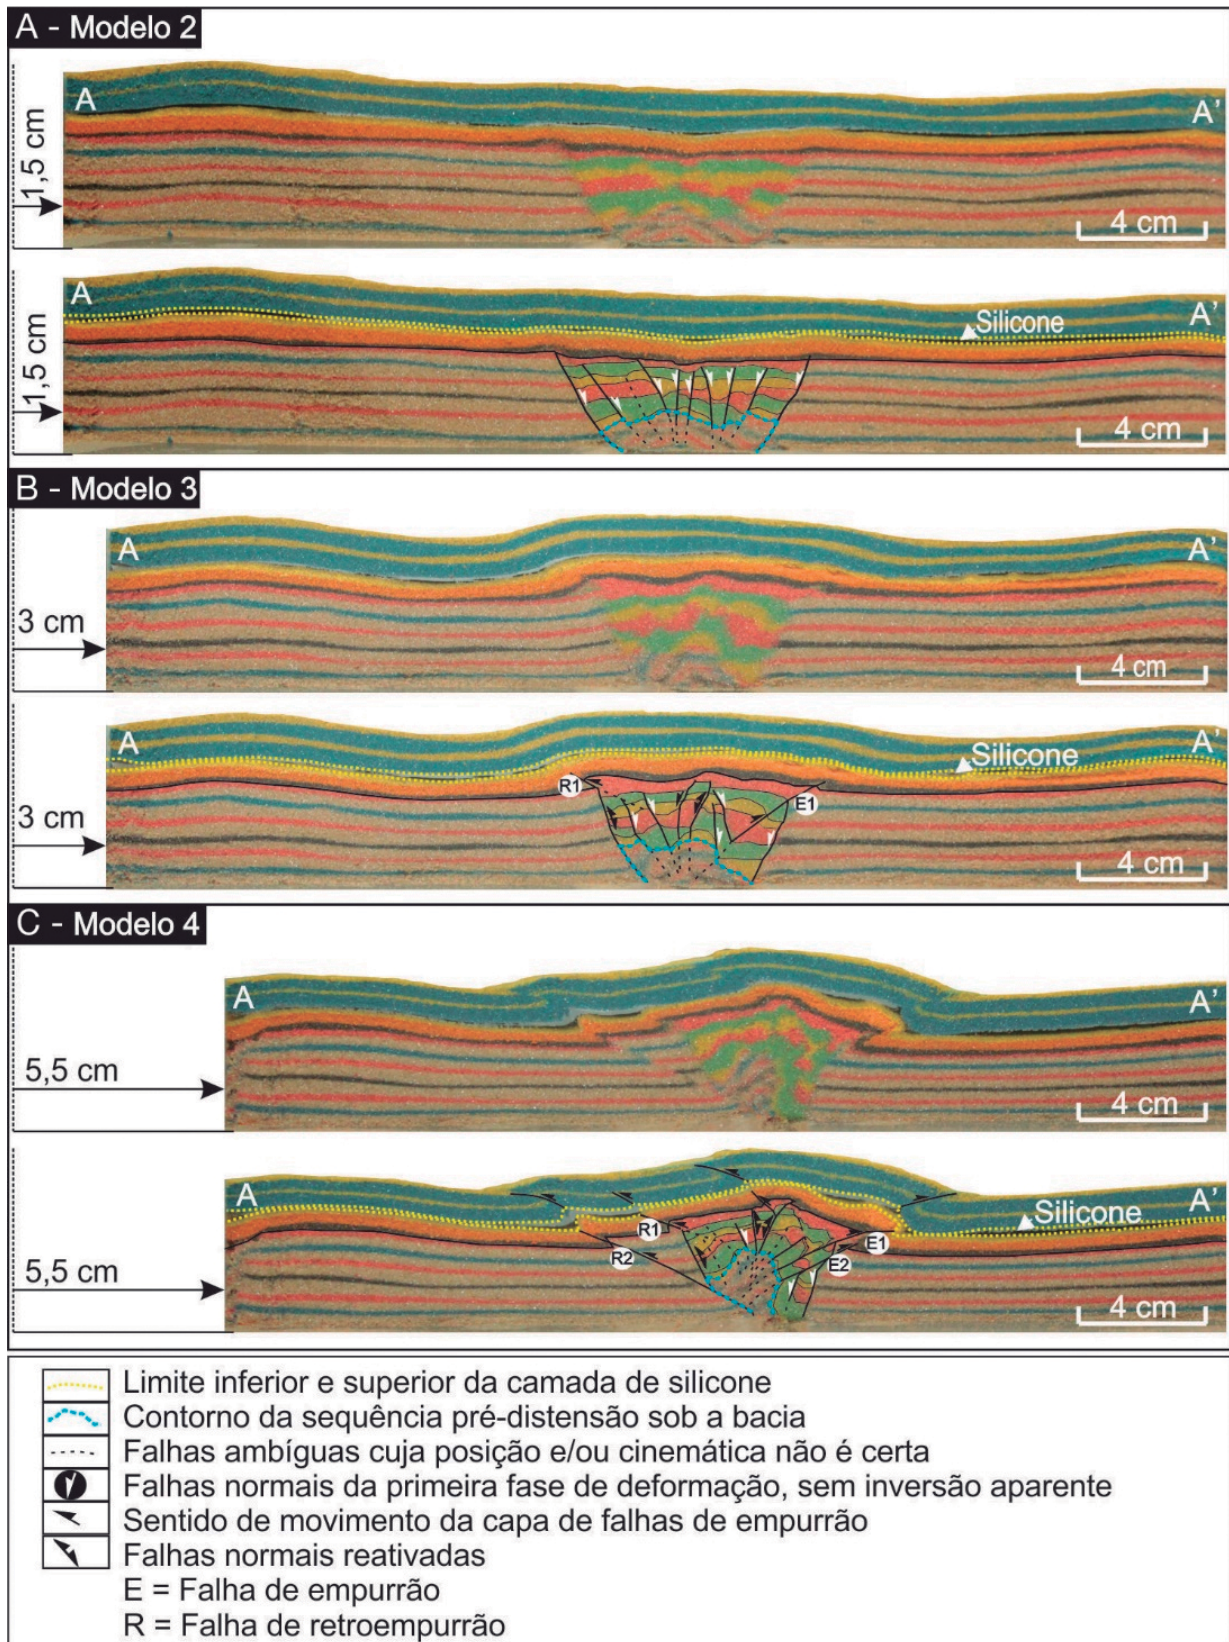 A - Modelo 2
A
A'
1,5 cm
4 cm
A
A'
Silicone
1,5 cm
4 cm
B - Modelo 3
A
A'
3 cm
4 cm
A
A'
Silicone
R1
E1
3 cm
4 cm
C - Modelo 4
A
A'
5,5 cm
4 cm
A
A'
Silicone
R1
E1
R2
E2
5,5 cm
4 cm
Limite inferior e superior da camada de silicone
Contorno da sequência pré-distensão sob a bacia
Falhas ambíguas cuja posição e/ou cinemática não é certa
Falhas normais da primeira fase de deformação, sem inversão aparente
Sentido de movimento da capa de falhas de empurrão
Falhas normais reativadas
E = Falha de empurrão
R = Falha de retroempurrão